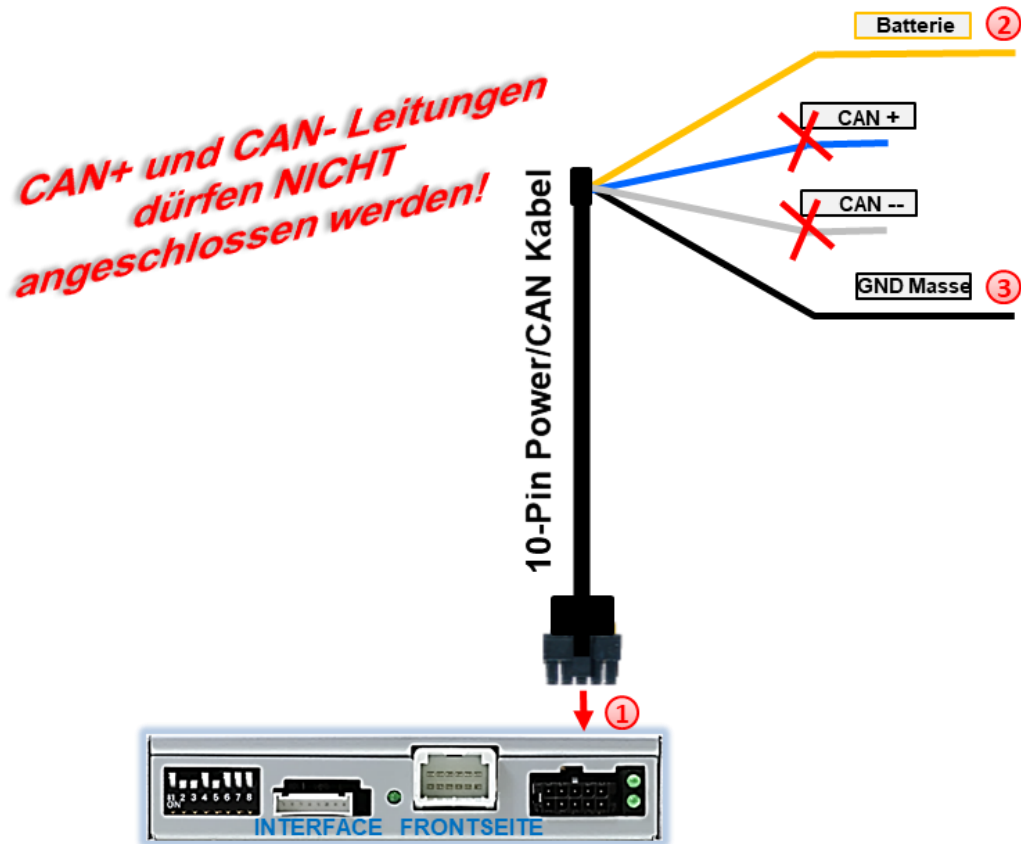 Batterie 2
CAN+ und CAN- Leitungen
dürfen NICHT
angeschlossen werden!
CAN +
CAN --
GND Masse 3
10-Pin Power/CAN Kabel
1
1 2 3 4 5 6 7 8
ON
INTERFACE FRONTSEITE